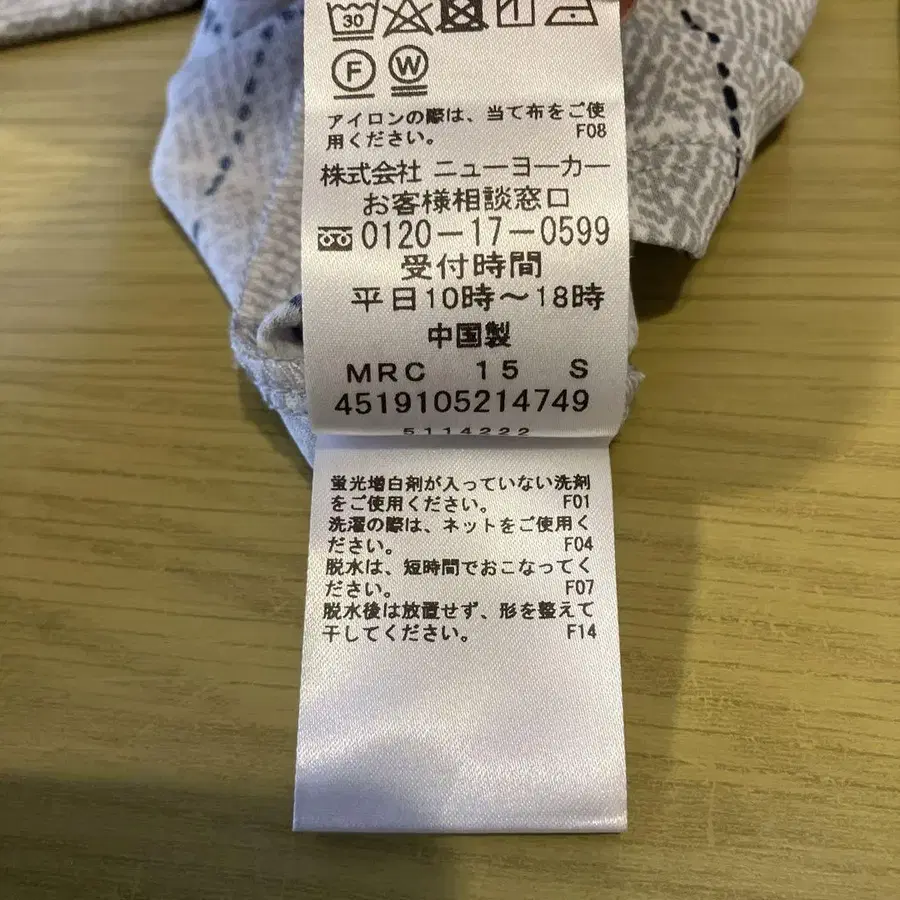 30
F W
アイロンの際は、当て布をご使
用ください。 F08
株式会社 ニューヨーカー
お客様相談窓口
0120-17-0599
受付時間
平日10時～18時
中国製
MRC 15 S
4519105214749
5114222
蛍光増白剤が入っていない洗剤
をご使用ください。 F01
洗濯の際は、ネットをご使用く
ださい。 F04
脱水は、短時間でおこなってく
ださい。 F07
脱水後は放置せず、形を整えて
干してください。 F14